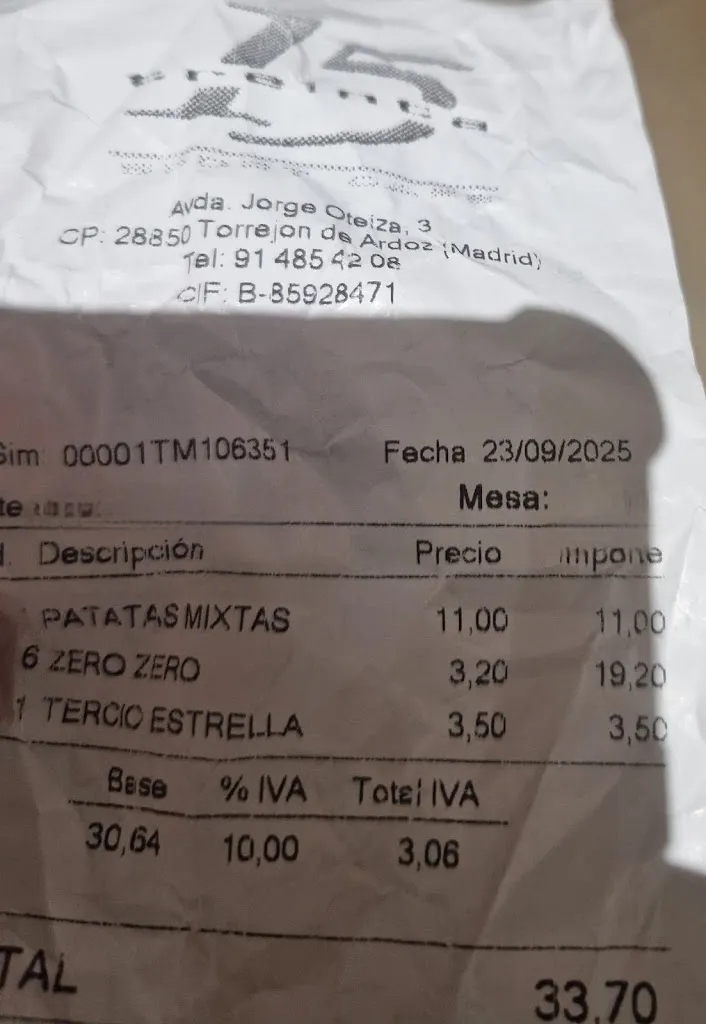 Avda. Jorge Oteiza, 3
CP: 28850 Torrejon de Ardoz (Madrid)
Tel: 91 485 42 08
CIF: B-85928471
Sim 00001TM106351 Fecha 23/09/2025
Mesa:
Descripción Precio
PATATAS MIXTAS 11,00 11,00
6 ZERO ZERO 3,20 19,20
1 TERCIO ESTRELLA 3,50 3,50
Base % IVA Total IVA
30,64 10,00 3,06
TAL 33,70